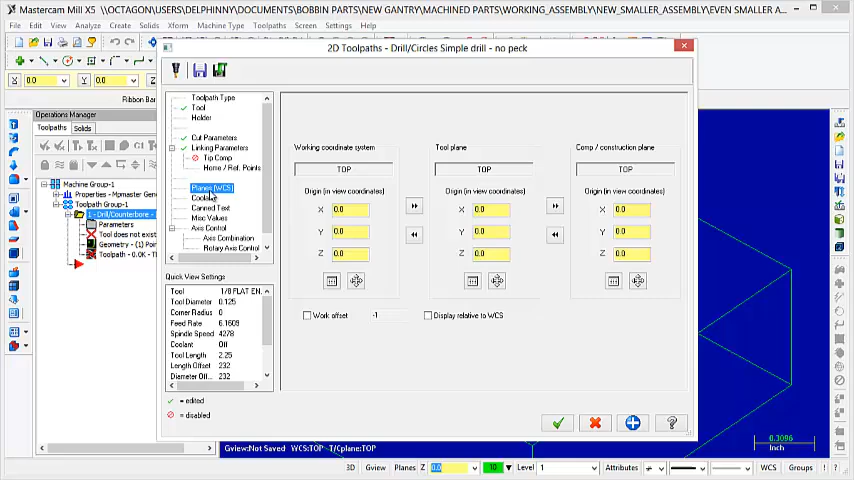 Mastercam Mill X5 \\OCTAGON\USERS\DELPHINNY\DOCUMENTS\BOBBIN PARTS\NEW GANTRY\MACHINED PARTS\WORKING_ASSEMBLY\NEW_SMALLER_ASSEMBLY\EVEN SMALLER A...
File Edit View Analyze Create Solids Xform Machine Type Toolpaths Screen Settings Help
X 0.0 Y 0.0
Ribbon Bar
Operations Manager
Toolpaths Solids
Machine Group-1
Properties - Mpmaster Gene
Toolpath Group-1
1 - Drill/Counterbore -
Parameters
Tool does not exist
Geometry - (1) Point
Toolpath - 0.0K - T/C
2D Toolpaths - Drill/Circles Simple drill - no peck
Toolpath Type
Tool
Holder
Cut Parameters
Linking Parameters
Tip Comp
Home / Ref. Points
Planes (WCS)
Coolant
Canned Text
Misc Values
Axis Control
Axis Combination
Rotary Axis Control
Quick View Settings
Tool 1/8 FLAT EN...
Tool Diameter 0.125
Corner Radius 0
Feed Rate 6.1609
Spindle Speed 4278
Coolant Off
Tool Length 2.25
Length Offset 232
Diameter Off... 232
= edited
= disabled
Working coordinate system
TOP
Origin (in view coordinates)
X 0.0
Y 0.0
Z 0.0
Work offset -1
Tool plane
TOP
Origin (in view coordinates)
X 0.0
Y 0.0
Z 0.0
Display relative to WCS
Comp / construction plane
TOP
Origin (in view coordinates)
X 0.0
Y 0.0
Z 0.0
0.3096
Inch
Gview:Not Saved WCS:TOP T/Cplane:TOP
3D Gview Planes Z 0.0 10 Level 1 Attributes WCS Groups